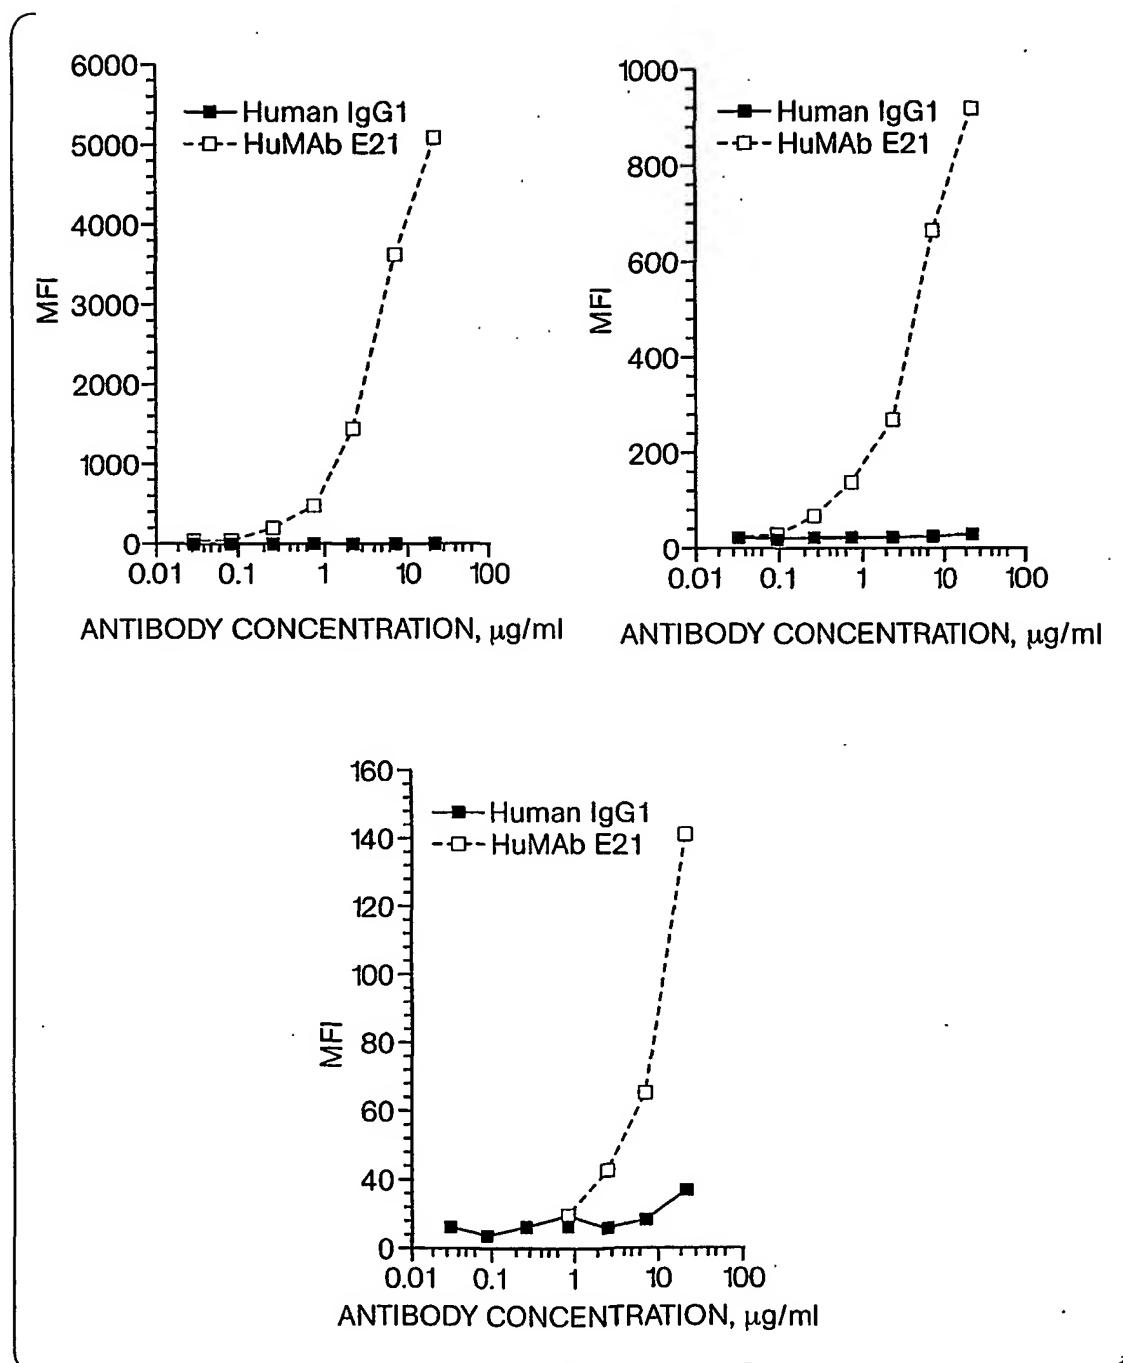 6000
5000
4000
3000
2000
1000
0
MFI
Human IgG1
HuMAb E21
0.01 0.1 1 10 100
ANTIBODY CONCENTRATION, µg/ml
1000
800
600
400
200
0
MFI
Human IgG1
HuMAb E21
0.01 0.1 1 10 100
ANTIBODY CONCENTRATION, µg/ml
160
140
120
100
80
60
40
0
MFI
Human IgG1
HuMAb E21
0.01 0.1 1 10 100
ANTIBODY CONCENTRATION, µg/ml